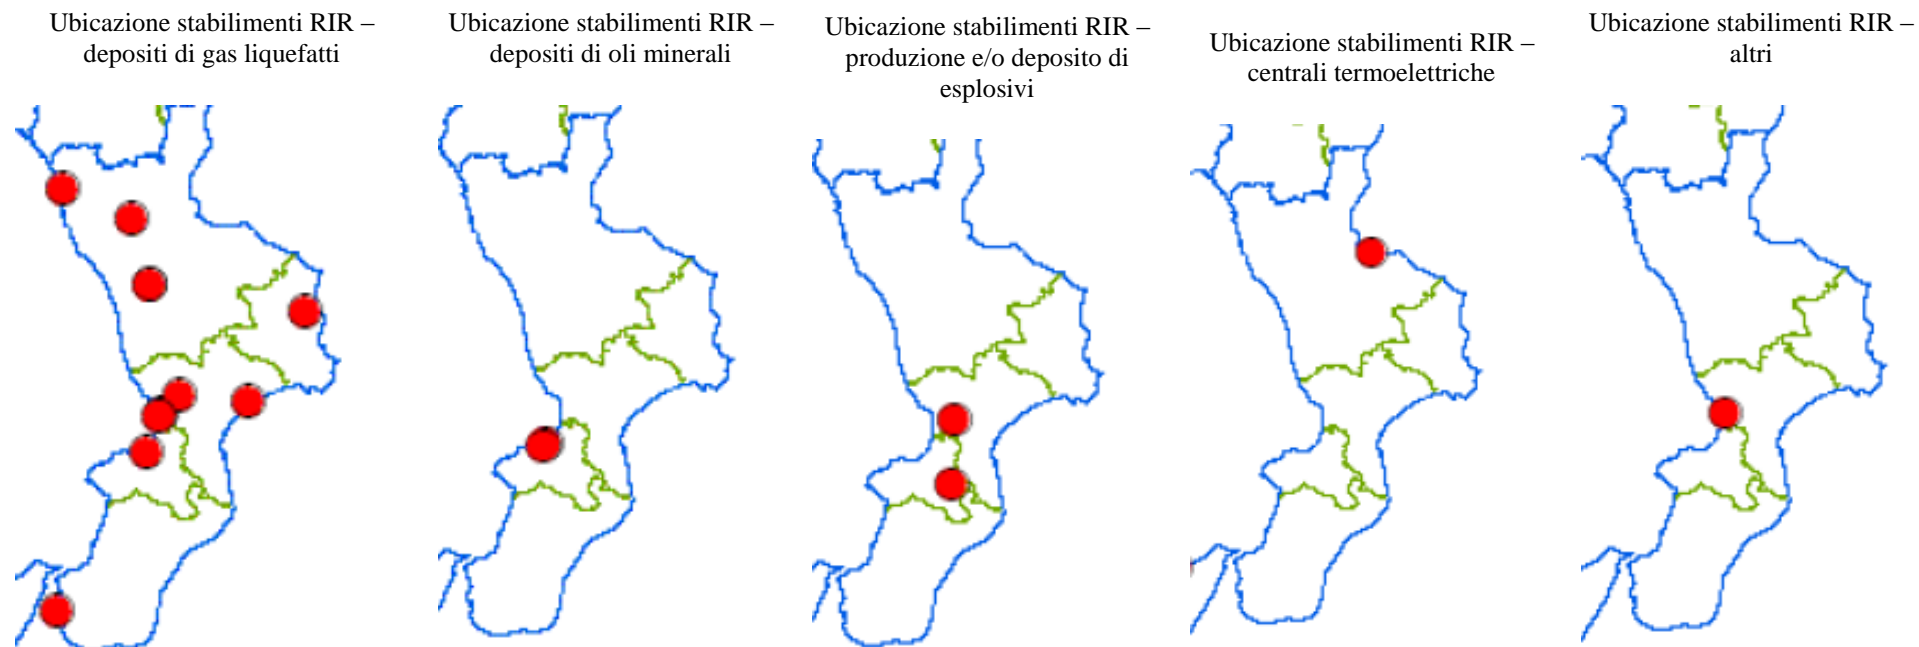 Ubicazione stabilimenti RIR –
depositi di gas liquefatti
Ubicazione stabilimenti RIR –
depositi di oli minerali
Ubicazione stabilimenti RIR –
produzione e/o deposito di
esplosivi
Ubicazione stabilimenti RIR –
centrali termoelettriche
Ubicazione stabilimenti RIR –
altri